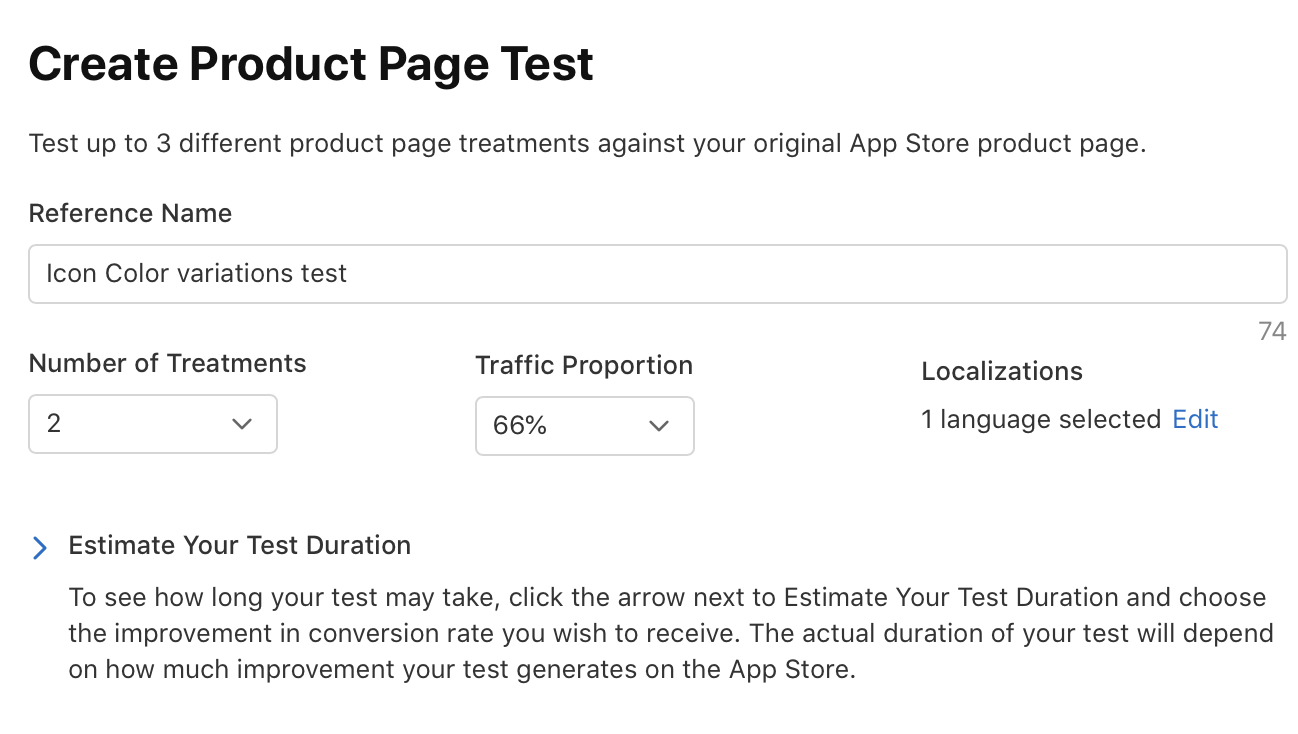 Create Product Page Test
Test up to 3 different product page treatments against your original App Store product page.
Reference Name
Icon Color variations test
74
Number of Treatments
Traffic Proportion
Localizations
2
66%
1 language selected Edit
Estimate Your Test Duration
To see how long your test may take, click the arrow next to Estimate Your Test Duration and choose
the improvement in conversion rate you wish to receive. The actual duration of your test will depend
on how much improvement your test generates on the App Store.